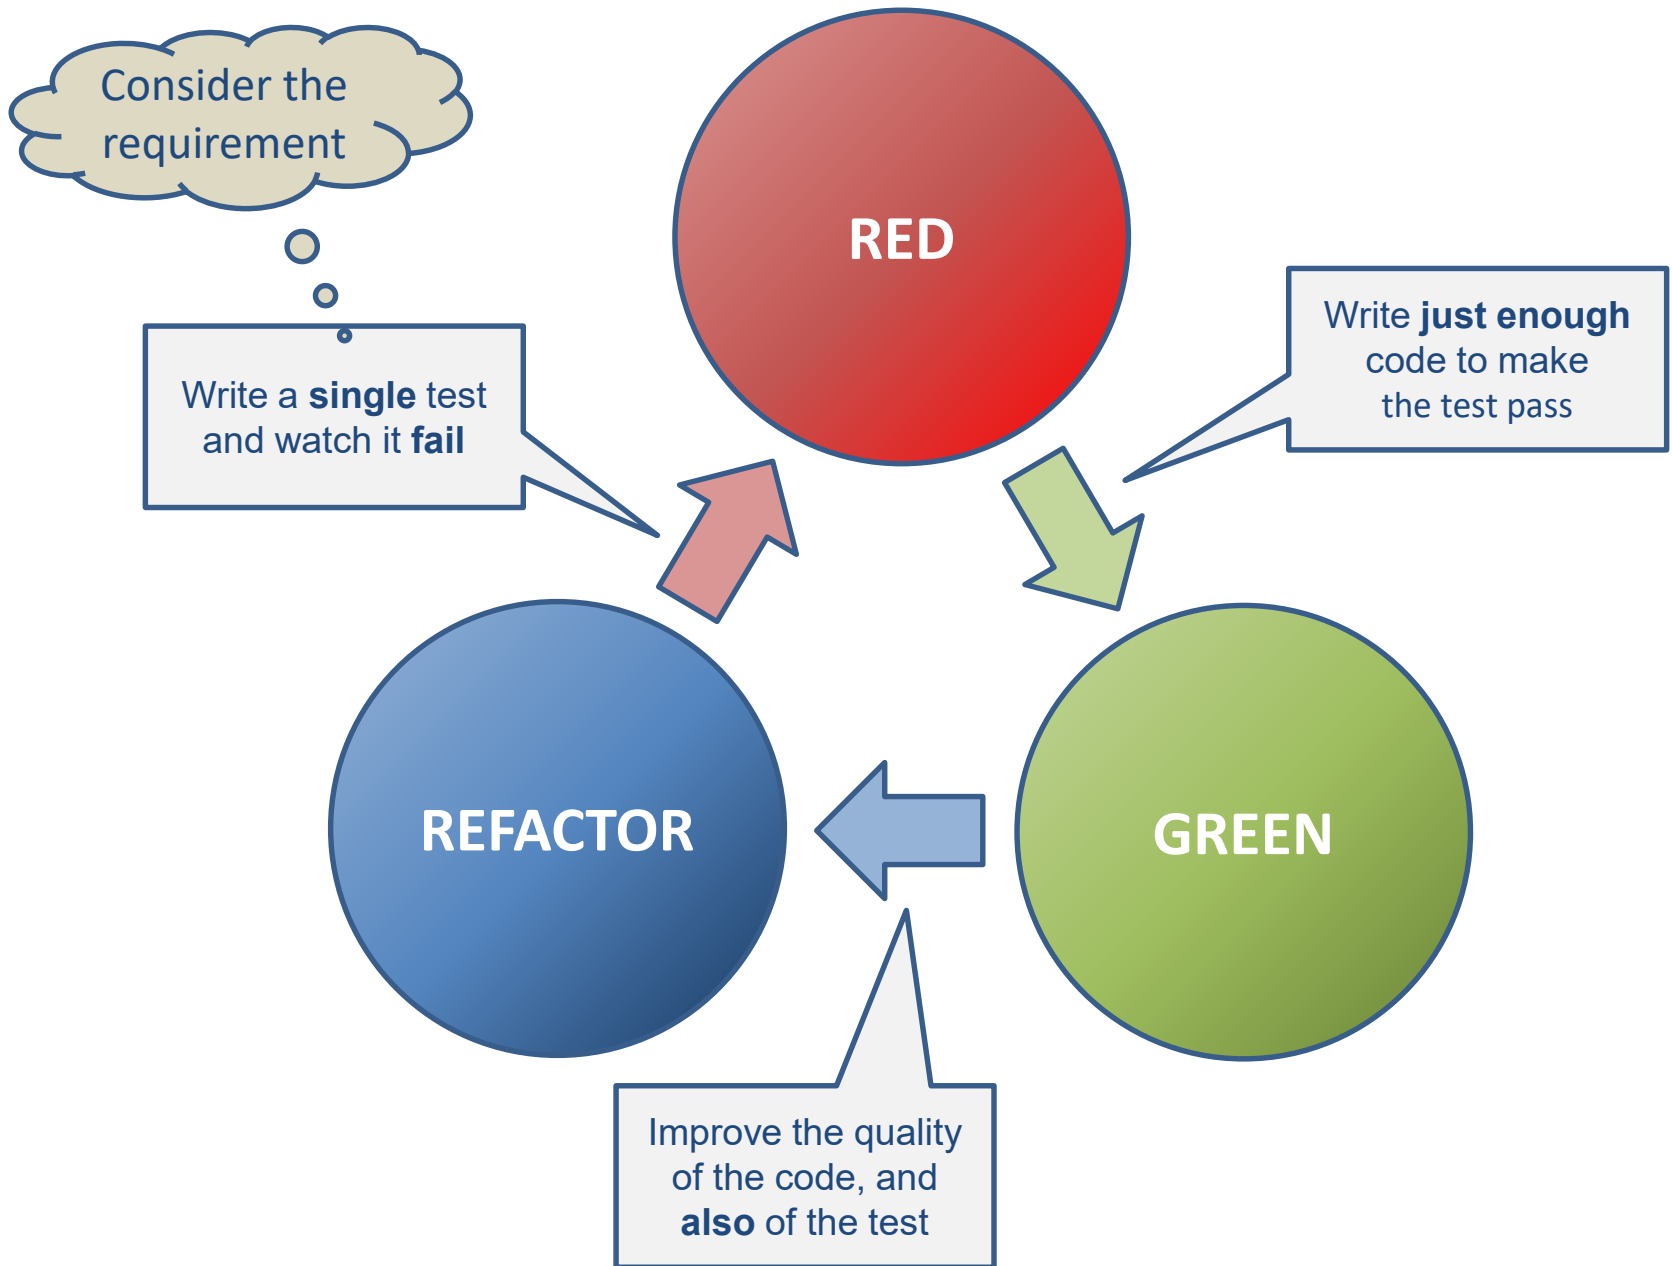 Consider the
requirement
RED
Write just enough
code to make
the test pass
Write a single test
and watch it fail
REFACTOR
GREEN
Improve the quality
of the code, and
also of the test